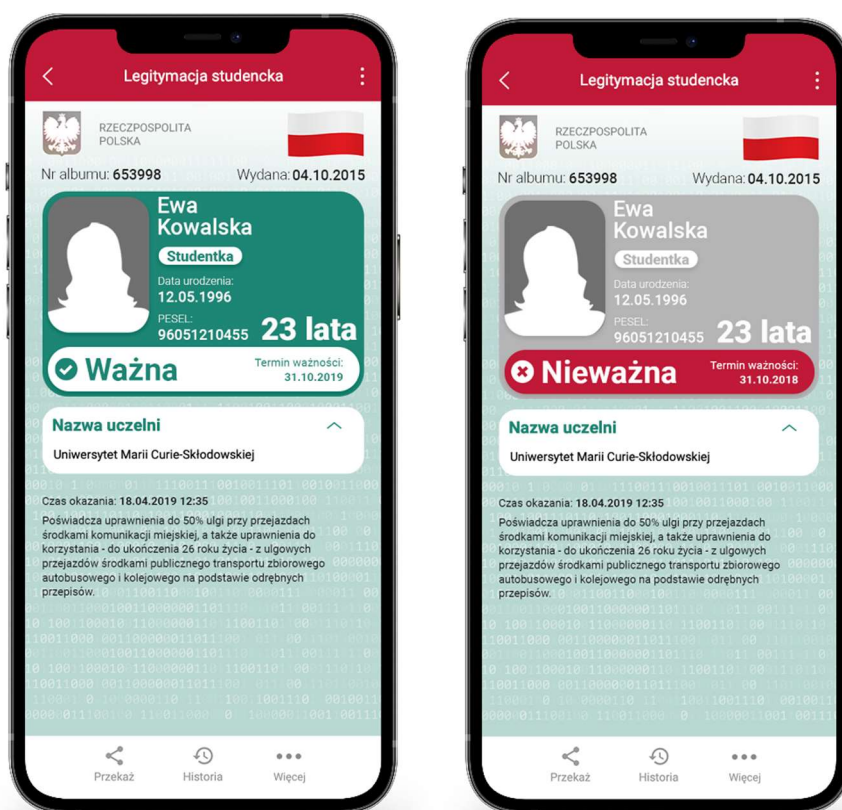 Legitymacja studencka
RZECZPOSPOLITA
POLSKA
Nr albumu: 653998 Wydana: 04.10.2015
Ewa
Kowalska
Studentka
Data urodzenia:
12.05.1996
PESEL:
96051210455 23 lata
Ważna Termin ważności:
31.10.2019
Nazwa uczelni
Uniwersytet Marii Curie-Skłodowskiej
Czas okazania: 18.04.2019 12:35
Poświadcza uprawnienia do 50% ulgi przy przejazdach
środkami komunikacji miejskiej, a także uprawnienia do
korzystania - do ukończenia 26 roku życia - z ulgowych
przejazdów środkami publicznego transportu zbiorowego
autobusowego i kolejowego na podstawie odrębnych
przepisów.
Przekaż Historia Więcej
Legitymacja studencka
RZECZPOSPOLITA
POLSKA
Nr albumu: 653998 Wydana: 04.10.2015
Ewa
Kowalska
Studentka
Data urodzenia:
12.05.1996
PESEL:
96051210455 23 lata
Nieważna Termin ważności:
31.10.2018
Nazwa uczelni
Uniwersytet Marii Curie-Skłodowskiej
Czas okazania: 18.04.2019 12:35
Poświadcza uprawnienia do 50% ulgi przy przejazdach
środkami komunikacji miejskiej, a także uprawnienia do
korzystania - do ukończenia 26 roku życia - z ulgowych
przejazdów środkami publicznego transportu zbiorowego
autobusowego i kolejowego na podstawie odrębnych
przepisów.
Przekaż Historia Więcej